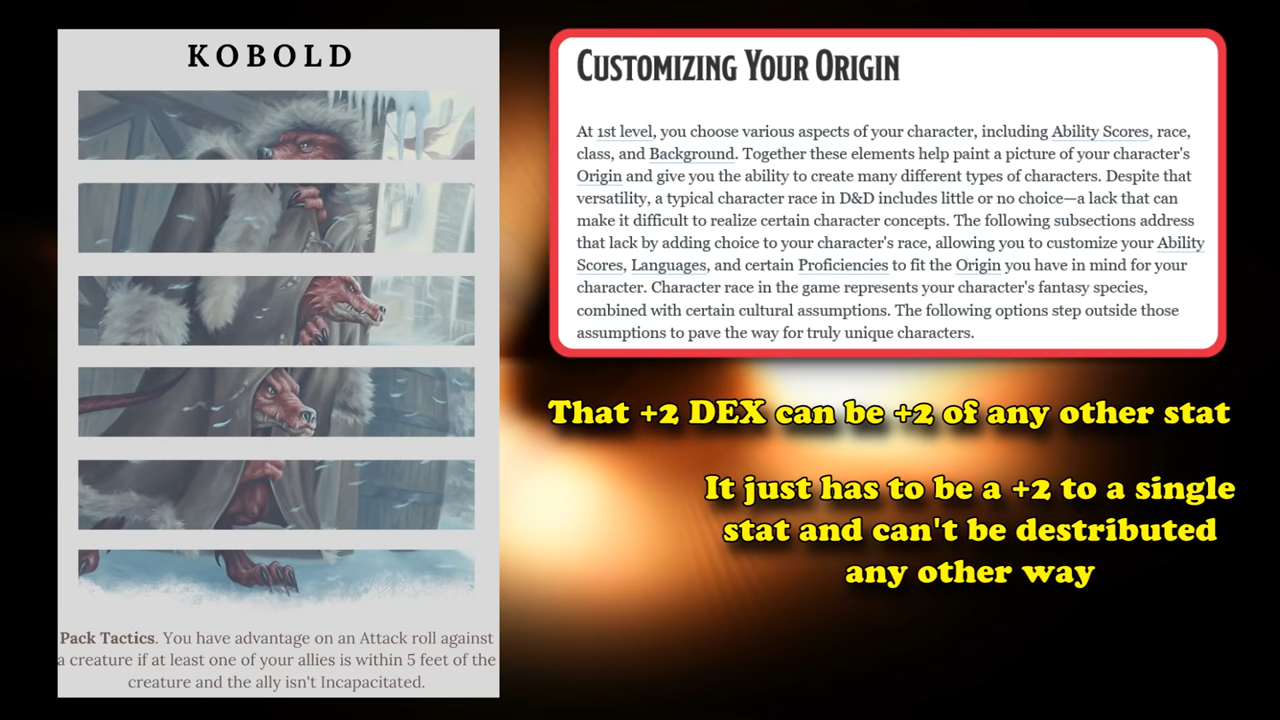 KOBOLD
Pack Tactics. You have advantage on an Attack roll against
a creature if at least one of your allies is within 5 feet of the
creature and the ally isn't Incapacitated.
Customizing Your Origin
At 1st level, you choose various aspects of your character, including Ability Scores, race,
class, and Background. Together these elements help paint a picture of your character's
Origin and give you the ability to create many different types of characters. Despite that
versatility, a typical character race in D&D includes little or no choice—a lack that can
make it difficult to realize certain character concepts. The following subsections address
that lack by adding choice to your character's race, allowing you to customize your Ability
Scores, Languages, and certain Proficiencies to fit the Origin you have in mind for your
character. Character race in the game represents your character's fantasy species,
combined with certain cultural assumptions. The following options step outside those
assumptions to pave the way for truly unique characters.
That +2 DEX can be +2 of any other stat
It just has to be a +2 to a single
stat and can't be destributed
any other way